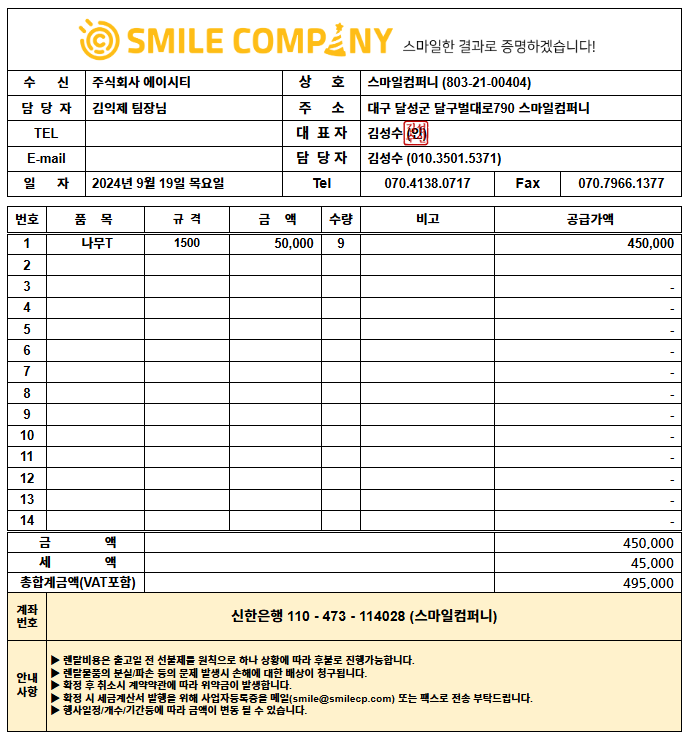 SMILE COMPANY 스마일한 결과로 증명하겠습니다!
수 신 주식회사 에이시티 상 호 스마일컴퍼니 (803-21-00404)
담 당 자 김익제 팀장님 주 소 대구 달성군 달구벌대로790 스마일컴퍼니
TEL 대 표 자 김성수 (인)
E-mail 담 당 자 김성수 (010.3501.5371)
일 자 2024년 9월 19일 목요일 Tel 070.4138.0717 Fax 070.7966.1377
번호 품 목 규 격 금 액 수량 비고 공급가액
1 나무T 1500 50,000 9 450,000
2
3 -
4 -
5 -
6 -
7 -
8 -
9 -
10 -
11 -
12 -
13 -
14 -
금 액 450,000
세 액 45,000
총합계금액(VAT포함) 495,000
계좌
번호 신한은행 110 - 473 - 114028 (스마일컴퍼니)
안내
사항
▶ 렌탈비용은 출고일 전 선불제를 원칙으로 하나 상황에 따라 후불로 진행가능합니다.
▶ 렌탈물품의 분실/파손 등의 문제 발생시 손해에 대한 배상이 청구됩니다.
▶ 확정 후 취소시 계약약관에 따라 위약금이 발생합니다.
▶ 확정 시 세금계산서 발행을 위해 사업자등록증을 메일(smile@smilecp.com) 또는 팩스로 전송 부탁드립니다.
▶ 행사일정/개수/기간등에 따라 금액이 변동 될 수 있습니다.